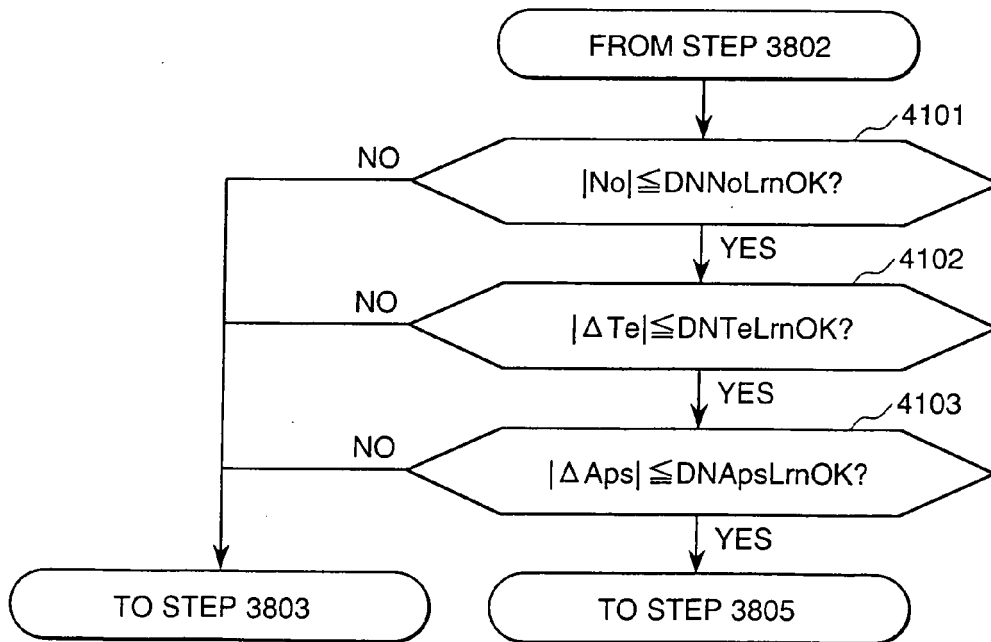 FROM STEP 3802
4101
NO
|No|≦DNNoLrnOK?
YES
4102
NO
|ΔTe|≦DNTeLrnOK?
YES
4103
NO
|ΔAps|≦DNApsLrnOK?
YES
TO STEP 3803
TO STEP 3805